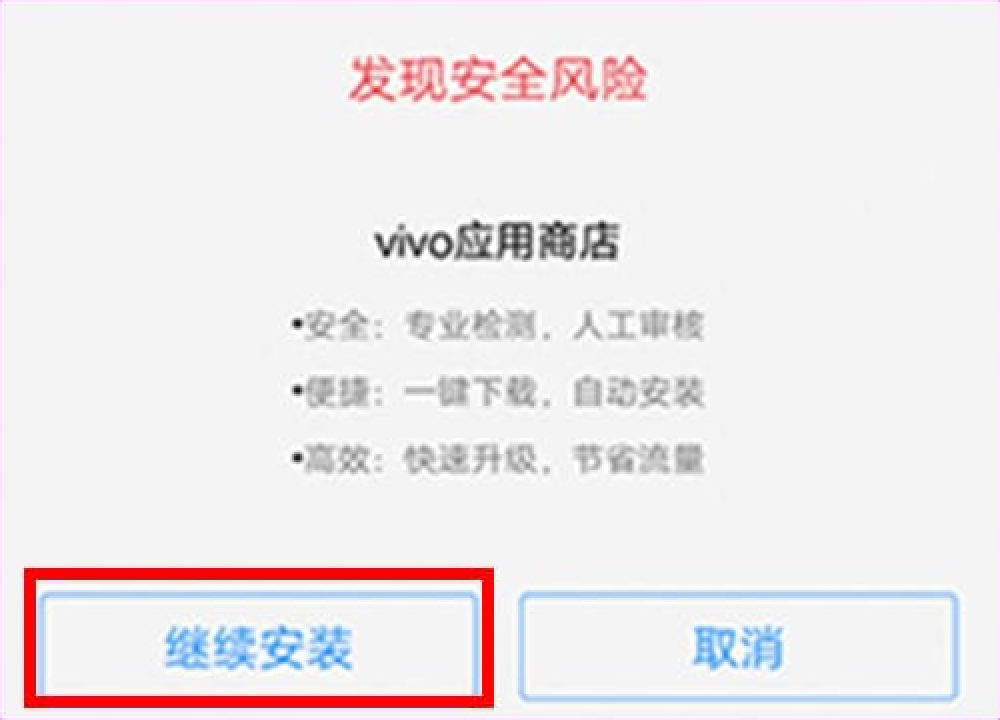 发现安全风险
vivo应用商店
•安全：专业检测，人工审核
•便捷：一键下载，自动安装
•高效：快速升级，节省流量
继续安装
取消